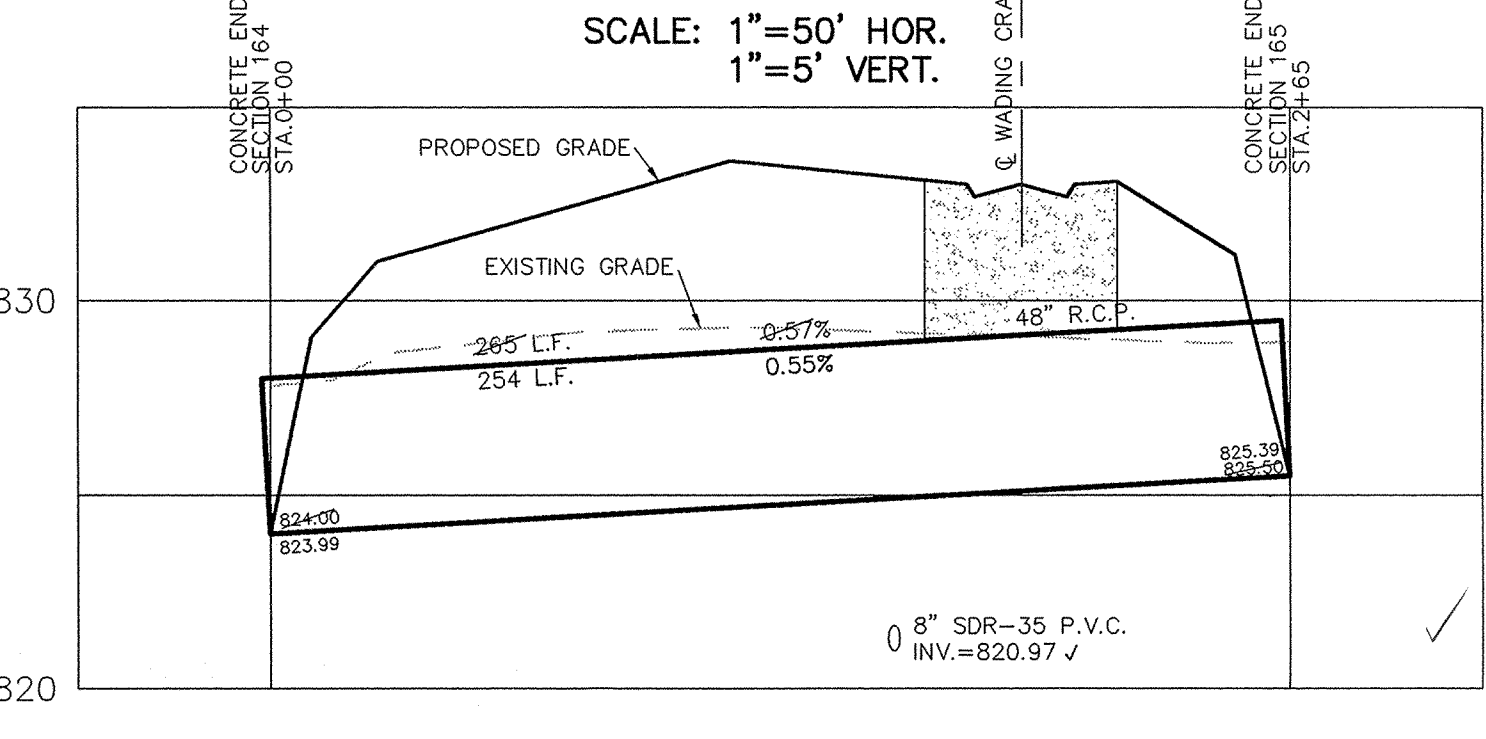 SCALE: 1"=50' HOR.
1"=5' VERT.
CONCRETE END
SECTION 164
STA.0+00
℄ WADING CRA
CONCRETE END
SECTION 165
STA.2+65
PROPOSED GRADE
EXISTING GRADE
830
48" R.C.P.
265 L.F.
0.57%
254 L.F.
0.55%
825.39
825.50
824.00
823.99
8" SDR-35 P.V.C.
INV.=820.97 ✓
820